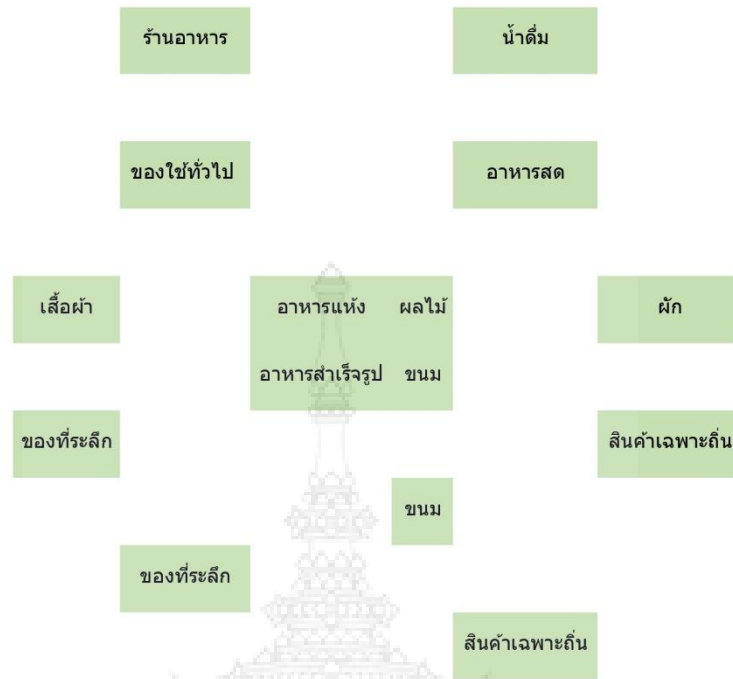 ร้านอาหาร น้ำดื่ม
ของใช้ทั่วไป อาหารสด
เสื้อผ้า อาหารแห้ง ผลไม้ ผัก
อาหารสำเร็จรูป ขนม
ของที่ระลึก สินค้าเฉพาะถิ่น
ขนม
ของที่ระลึก
สินค้าเฉพาะถิ่น